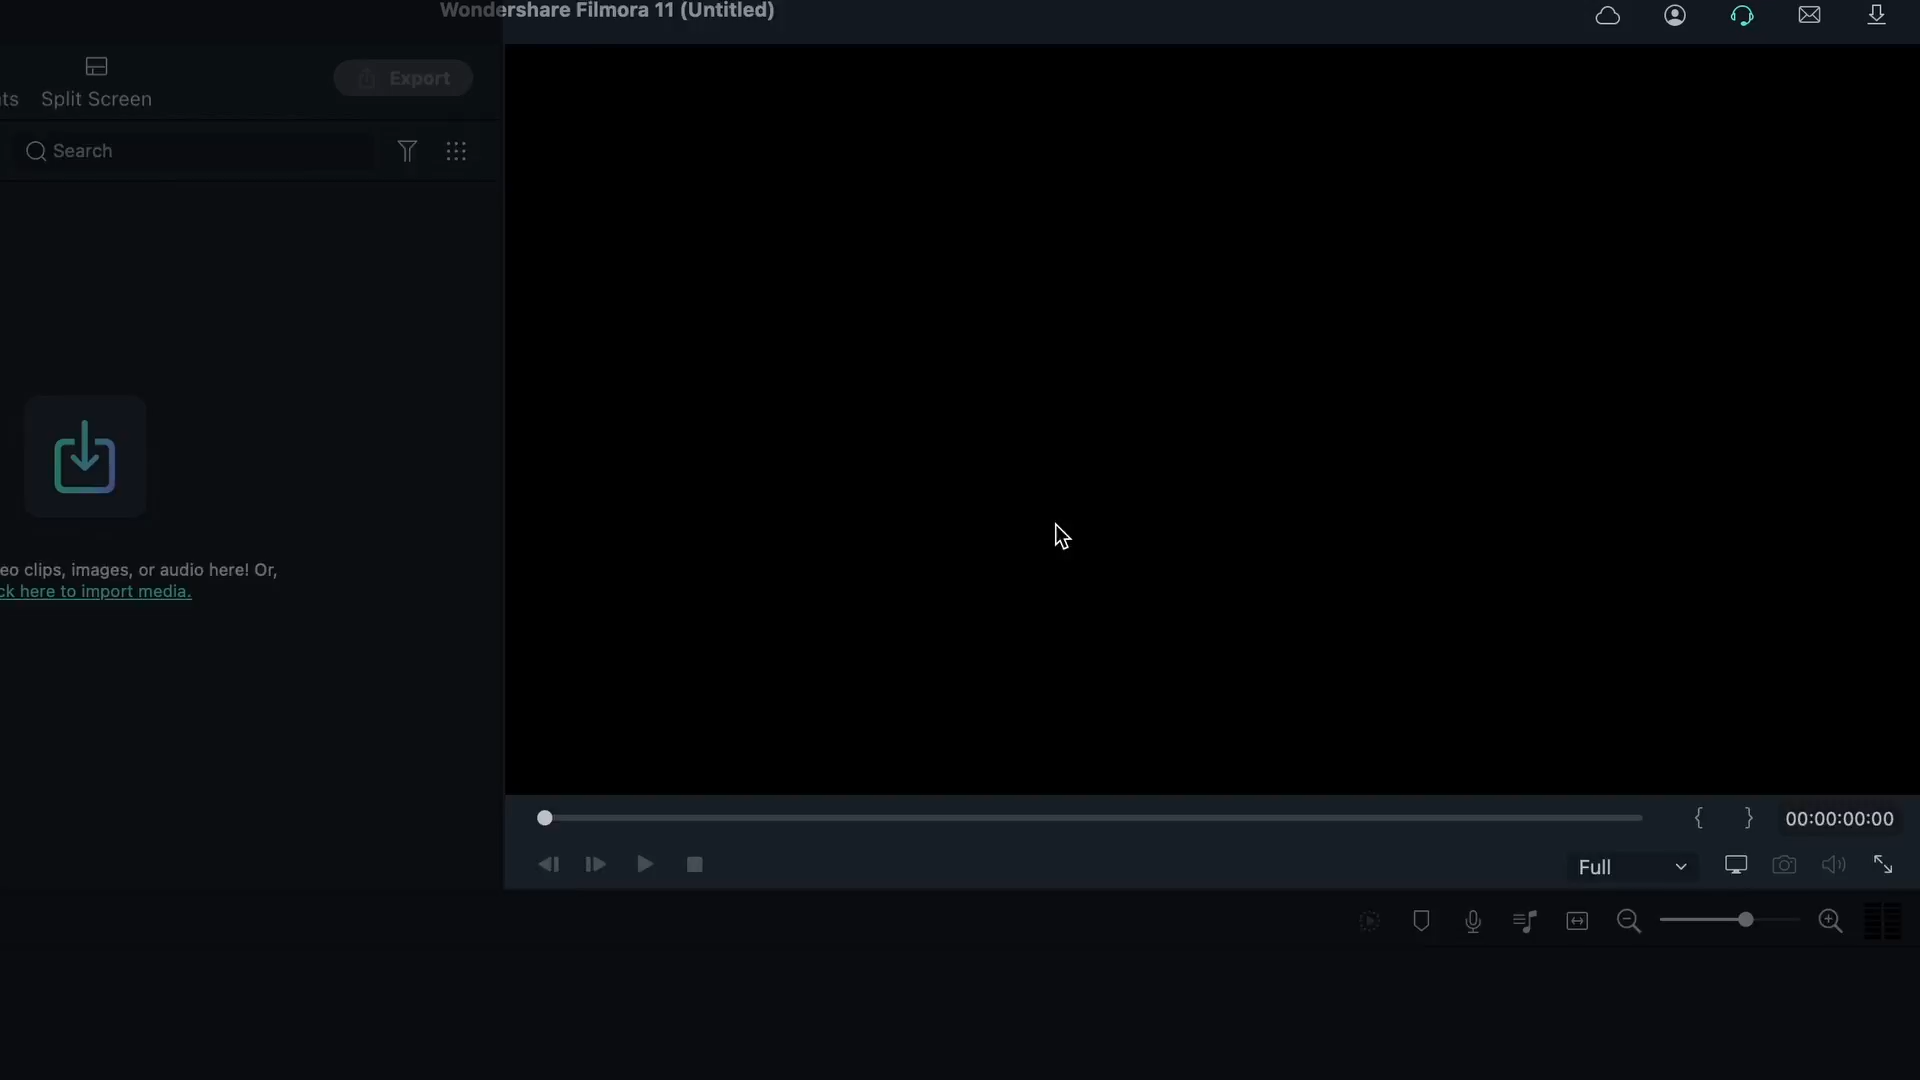 Wondershare Filmora 11 (Untitled)
ts Split Screen
Export
Search
eo clips, images, or audio here! Or,
ck here to import media.
{ } 00:00:00:00
Full